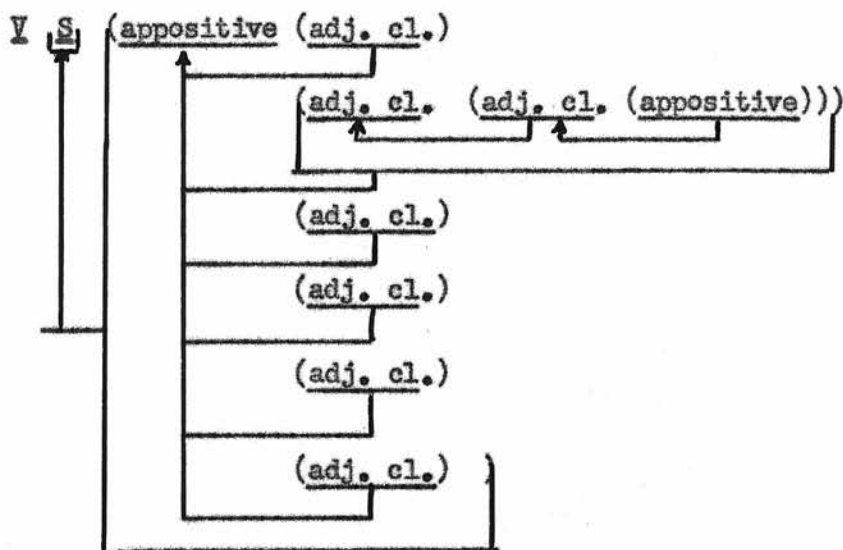 V S (appositive (adj. cl.)
(adj. cl. (adj. cl. (appositive)))
(adj. cl.)
(adj. cl.)
(adj. cl.)
(adj. cl.) )